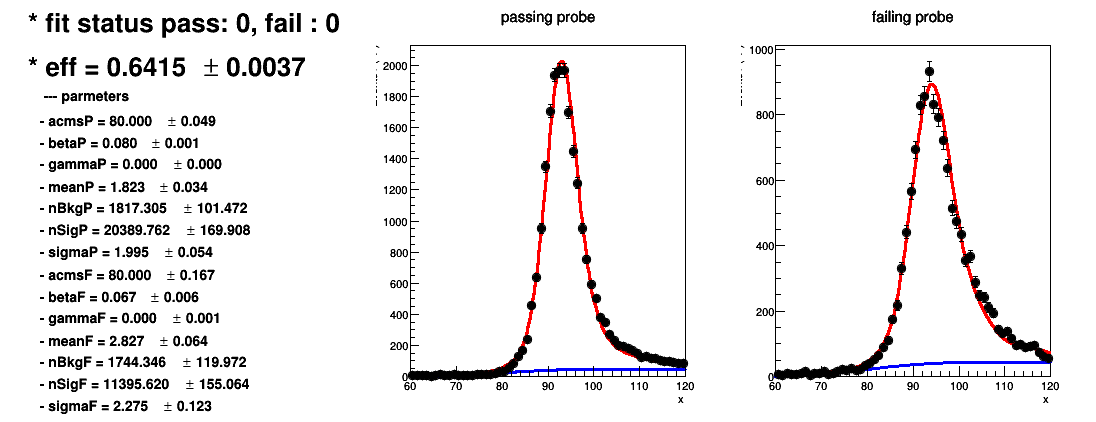 * fit status pass: 0, fail : 0
* eff = 0.6415 ± 0.0037
--- parmeters
- acmsP = 80.000 ± 0.049
- betaP = 0.080 ± 0.001
- gammaP = 0.000 ± 0.000
- meanP = 1.823 ± 0.034
- nBkgP = 1817.305 ± 101.472
- nSigP = 20389.762 ± 169.908
- sigmaP = 1.995 ± 0.054
- acmsF = 80.000 ± 0.167
- betaF = 0.067 ± 0.006
- gammaF = 0.000 ± 0.001
- meanF = 2.827 ± 0.064
- nBkgF = 1744.346 ± 119.972
- nSigF = 11395.620 ± 155.064
- sigmaF = 2.275 ± 0.123
passing probe
2000
1800
1600
1400
1200
1000
800
600
400
200
0
60 70 80 90 100 110 120
x
failing probe
1000
800
600
400
200
0
60 70 80 90 100 110 120
x